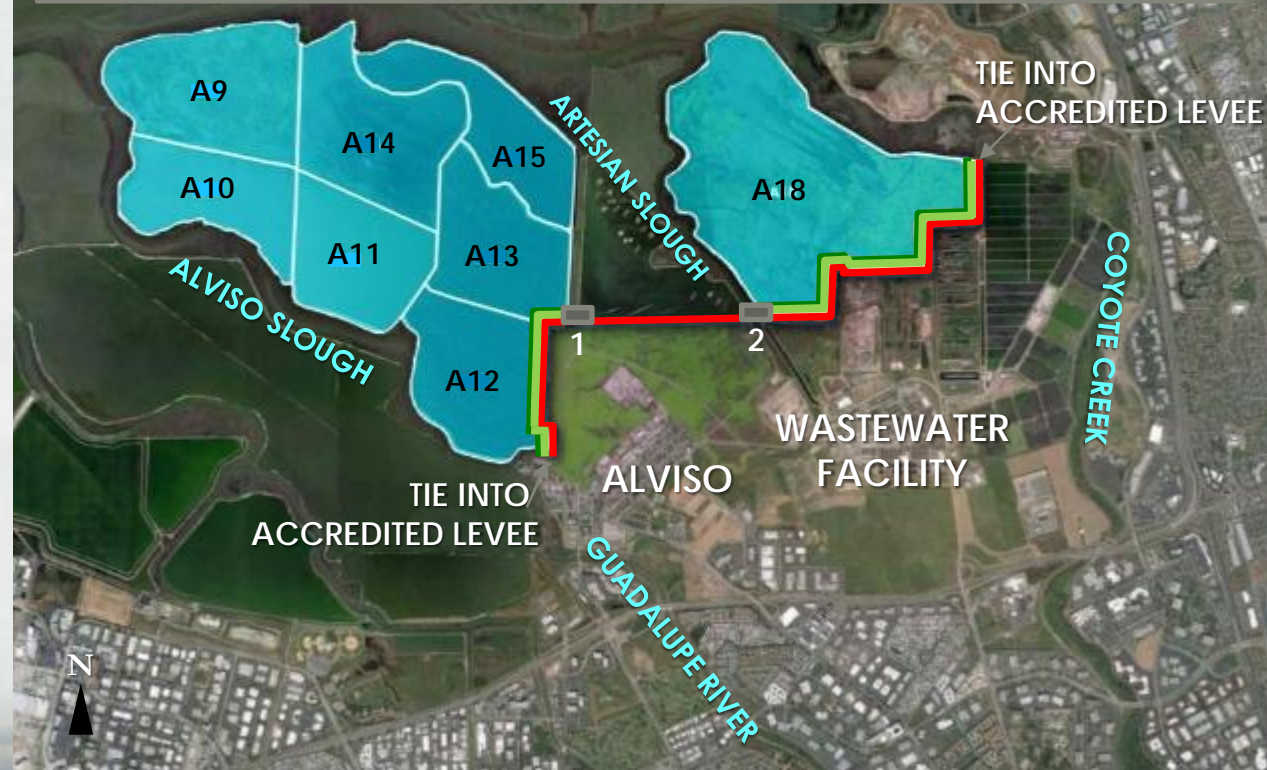 A9
A14
A15
A10
A11
A13
A12
A18
ARTESIAN SLOUGH
TIE INTO
ACCREDITED LEVEE
ALVISO SLOUGH
COYOTE CREEK
1
2
WASTEWATER
FACILITY
ALVISO
TIE INTO
ACCREDITED LEVEE
GUADALUPE RIVER
N